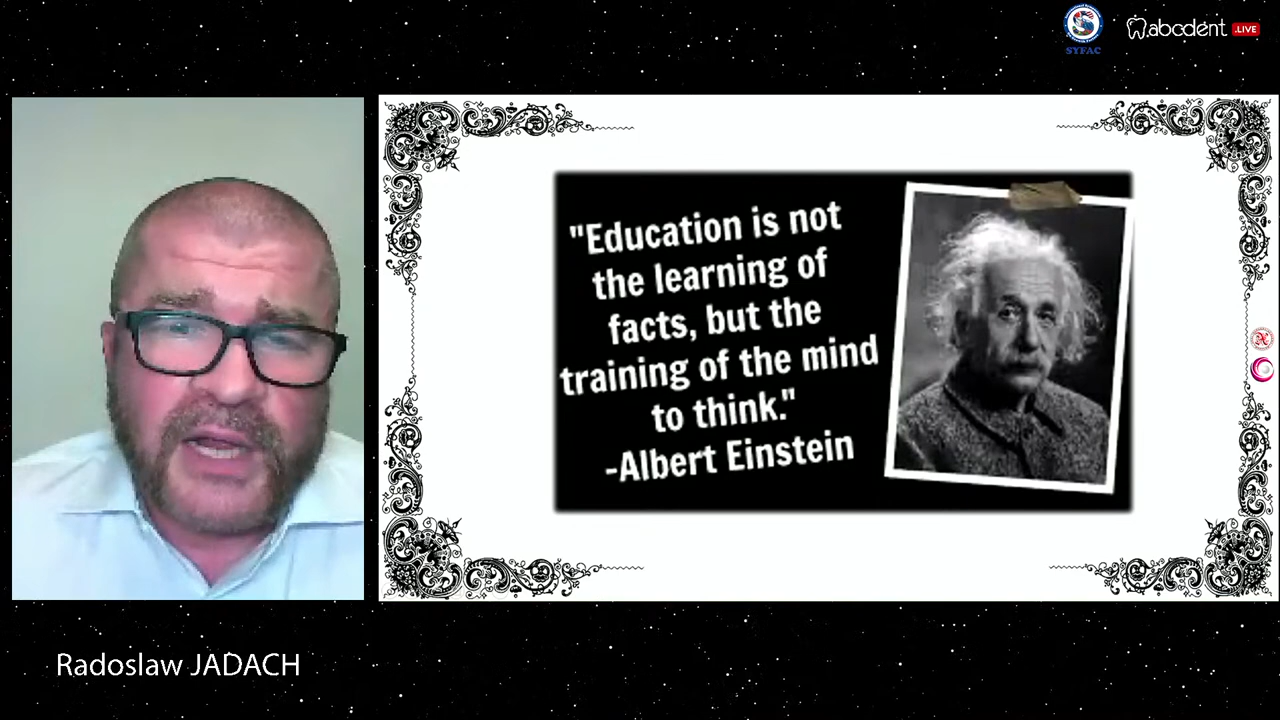 SYFAC
abcdent .LIVE
"Education is not
the learning of
facts, but the
training of the mind
to think."
-Albert Einstein
Radoslaw JADACH